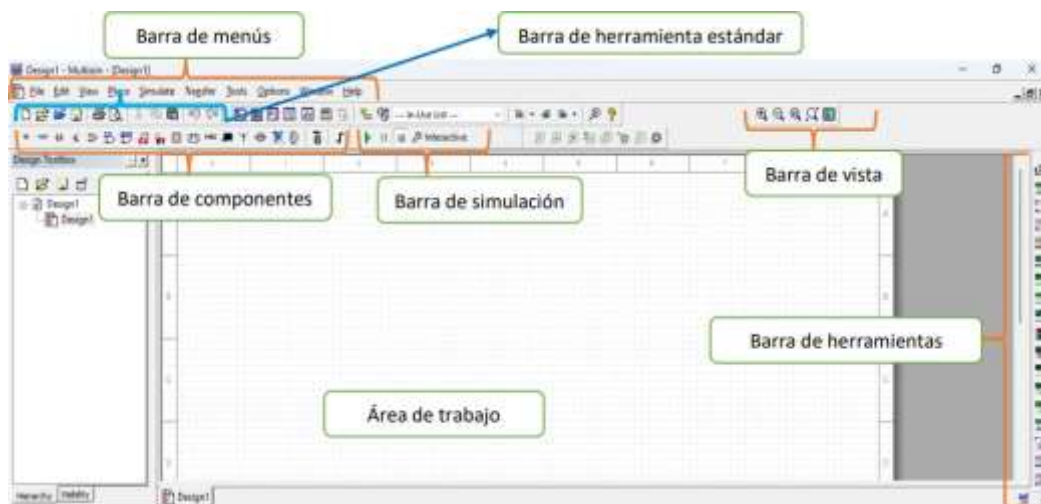 Barra de menús
Barra de herramienta estándar
Design1 - Multisim - [Design1]
File Edit View Place Simulate Transfer Tools Options Window Help
Interactive
Design Toolbox
Barra de componentes
Barra de simulación
Barra de vista
Design1
Design1
Barra de herramientas
Área de trabajo
Hierarchy Visibility
Design1